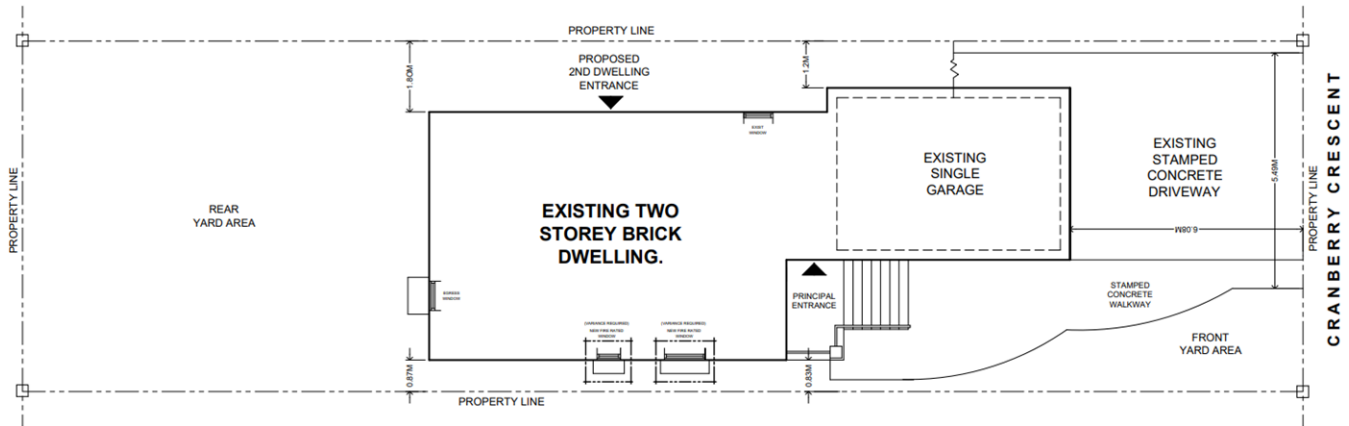 PROPERTY LINE
1.80M
PROPOSED
2ND DWELLING
ENTRANCE
1.2M
EXIST
WINDOW
EXISTING
SINGLE
GARAGE
EXISTING
STAMPED
CONCRETE
DRIVEWAY
5.49M
PROPERTY LINE
CRANBERRY CRESCENT
PROPERTY LINE
REAR
YARD AREA
EXISTING TWO
STOREY BRICK
DWELLING.
6.08M
EGRESS
WINDOW
PRINCIPAL
ENTRANCE
STAMPED
CONCRETE
WALKWAY
(VARIANCE REQUIRED)
NEW FIRE RATED
WINDOW
(VARIANCE REQUIRED)
NEW FIRE RATED
WINDOW
FRONT
YARD AREA
0.87M
0.83M
PROPERTY LINE